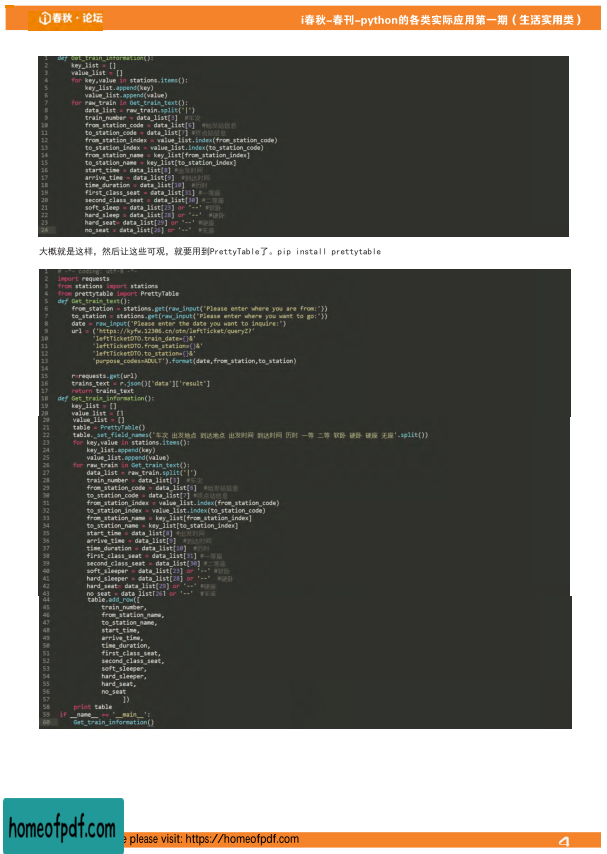 i春秋·论坛
i春秋-春刊-python的各类实际应用第一期（生活实用类）
1 def Get_train_information():
2 key_list = []
3 value_list = []
4 for key,value in stations.items():
5 key_list.append(key)
6 value_list.append(value)
7 for raw_train in Get_train_text():
8 data_list = raw_train.split('|')
9 train_number = data_list[3] #车次
10 from_station_code = data_list[6] #始发站信息
11 to_station_code = data_list[7] #终点站信息
12 from_station_index = value_list.index(from_station_code)
13 to_station_index = value_list.index(to_station_code)
14 from_station_name = key_list[from_station_index]
15 to_station_name = key_list[to_station_index]
16 start_time = data_list[8] #出发时间
17 arrive_time = data_list[9] #到达时间
18 time_duration = data_list[10] #历时
19 first_class_seat = data_list[31] #一等座
20 second_class_seat = data_list[30] #二等座
21 soft_sleep = data_list[23] or '--' #软卧
22 hard_sleep = data_list[28] or '--' #硬卧
23 hard_seat= data_list[29] or '--' #硬座
24 no_seat = data_list[26] or '--' #无座
大概就是这样，然后让这些可观，就要用到PrettyTable了。pip install prettytable
1 # -*- coding: utf-8 -*-
2 import requests
3 from stations import stations
4 from prettytable import PrettyTable
5 def Get_train_text():
6 from_station = stations.get(raw_input('Please enter where you are from:'))
7 to_station = stations.get(raw_input('Please enter where you want to go:'))
8 date = raw_input('Please enter the date you want to inquire:')
9 url = ('https://kyfw.12306.cn/otn/leftTicket/queryZ?'
10 'leftTicketDTO.train_date={}&'
11 'leftTicketDTO.from_station={}&'
12 'leftTicketDTO.to_station={}&'
13 'purpose_codes=ADULT').format(date,from_station,to_station)
14
15 r=requests.get(url)
16 trains_text = r.json()['data']['result']
17 return trains_text
18 def Get_train_information():
19 key_list = []
20 value list = []
20 value_list = []
21 table = PrettyTable()
22 table._set_field_names('车次 出发地点 到达地点 出发时间 到达时间 历时 一等 二等 软卧 硬卧 硬座 无座'.split())
23 for key,value in stations.items():
24 key_list.append(key)
25 value_list.append(value)
26 for raw_train in Get_train_text():
27 data_list = raw_train.split('|')
28 train_number = data_list[3] #车次
29 from_station_code = data_list[6] #始发站信息
30 to_station_code = data_list[7] #终点站信息
31 from_station_index = value_list.index(from_station_code)
32 to_station_index = value_list.index(to_station_code)
33 from_station_name = key_list[from_station_index]
34 to_station_name = key_list[to_station_index]
35 start_time = data_list[8] #出发时间
36 arrive_time = data_list[9] #到达时间
37 time_duration = data_list[10] #历时
38 first_class_seat = data_list[31] #一等座
39 second_class_seat = data_list[30] #二等座
40 soft_sleeper = data_list[23] or '--' #软卧
41 hard_sleeper = data_list[28] or '--' #硬卧
42 hard_seat= data_list[29] or '--' #硬座
43 no_seat = data_list[26] or '--' #无座
44 table.add_row([
45 train_number,
46 from_station_name,
47 to_station_name,
48 start_time,
49 arrive_time,
50 time_duration,
51 first_class_seat,
52 second_class_seat,
53 soft_sleeper,
54 hard_sleeper,
55 hard_seat,
56 no_seat
57 ])
58 print table
59 if __name__ == '__main__':
60 Get_train_information()
homeofpdf.com
e please visit: https://homeofpdf.com
4